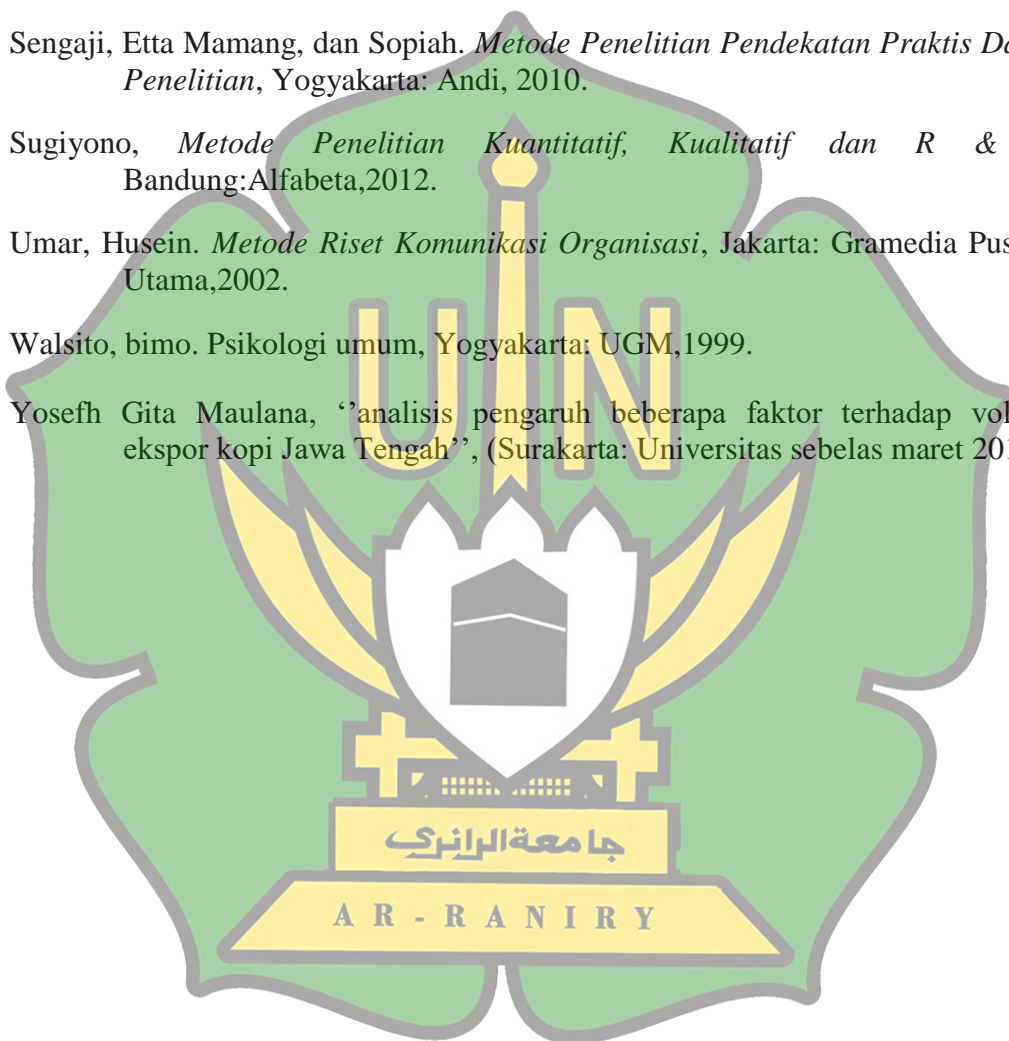 Sengaji, Etta Mamang, dan Sopiah. Metode Penelitian Pendekatan Praktis Da
Penelitian, Yogyakarta: Andi, 2010.
Sugiyono, Metode Penelitian Kuantitatif, Kualitatif dan R &
Bandung:Alfabeta,2012.
Umar, Husein. Metode Riset Komunikasi Organisasi, Jakarta: Gramedia Pus
Utama,2002.
Walsito, bimo. Psikologi umum, Yogyakarta: UGM,1999.
Yosefh Gita Maulana, ‘’analisis pengaruh beberapa faktor terhadap vol
ekspor kopi Jawa Tengah’’, (Surakarta: Universitas sebelas maret 201
UIN
جامعةالرانري
AR-RANIRY